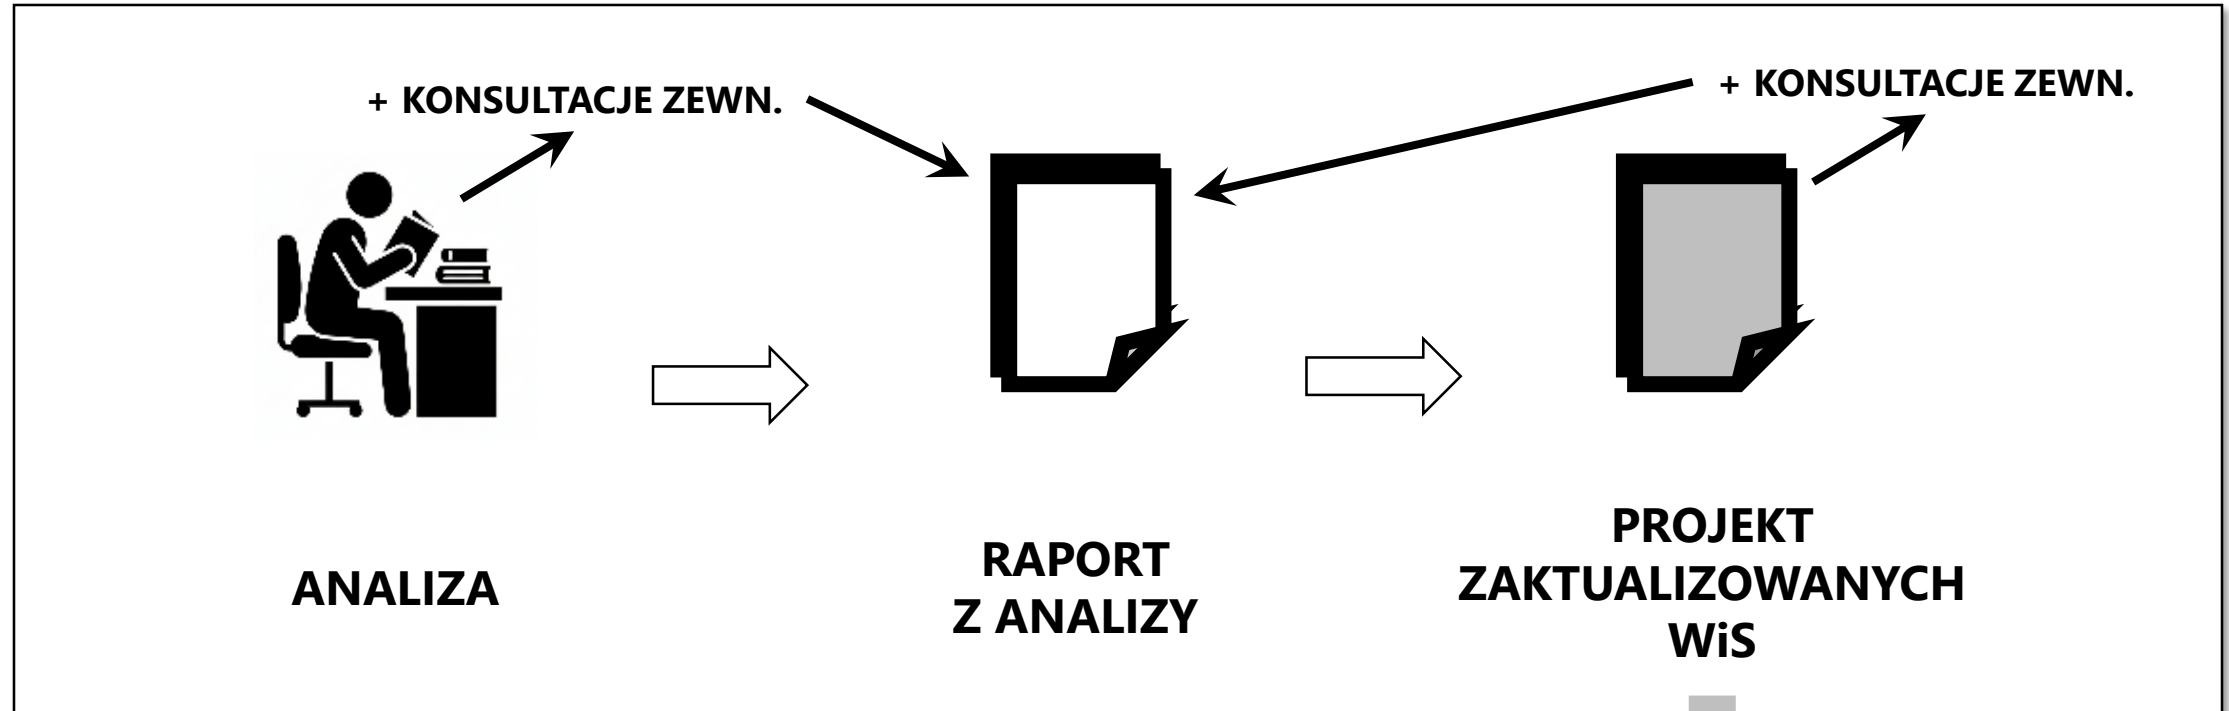 + KONSULTACJE ZEWN.
+ KONSULTACJE ZEWN.
ANALIZA
RAPORT
Z ANALIZY
PROJEKT
ZAKTUALIZOWANYCH
WiS